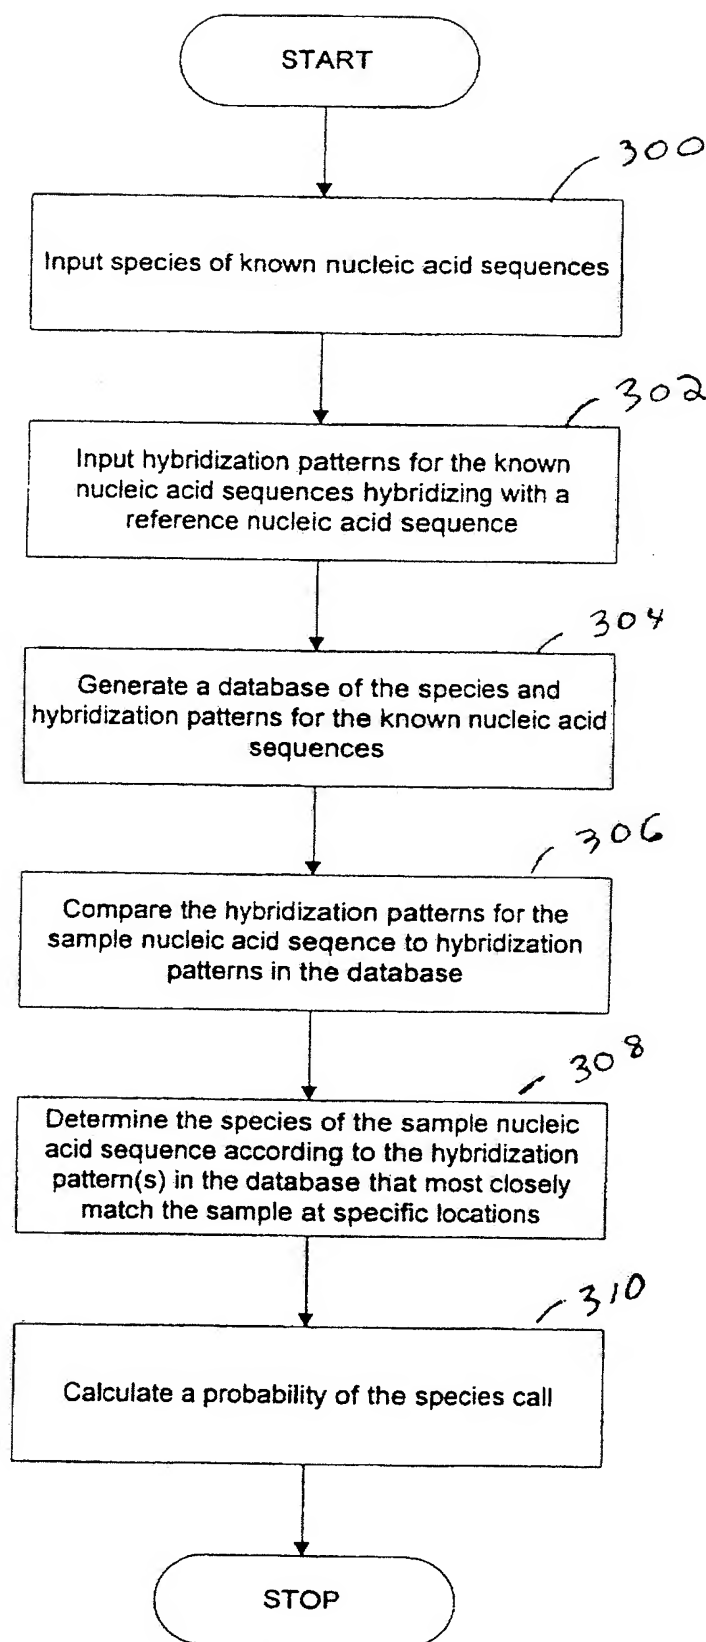 START
300
Input species of known nucleic acid sequences
302
Input hybridization patterns for the known
nucleic acid sequences hybridizing with a
reference nucleic acid sequence
304
Generate a database of the species and
hybridization patterns for the known nucleic acid
sequences
306
Compare the hybridization patterns for the
sample nucleic acid seqence to hybridization
patterns in the database
308
Determine the species of the sample nucleic
acid sequence according to the hybridization
pattern(s) in the database that most closely
match the sample at specific locations
310
Calculate a probability of the species call
STOP